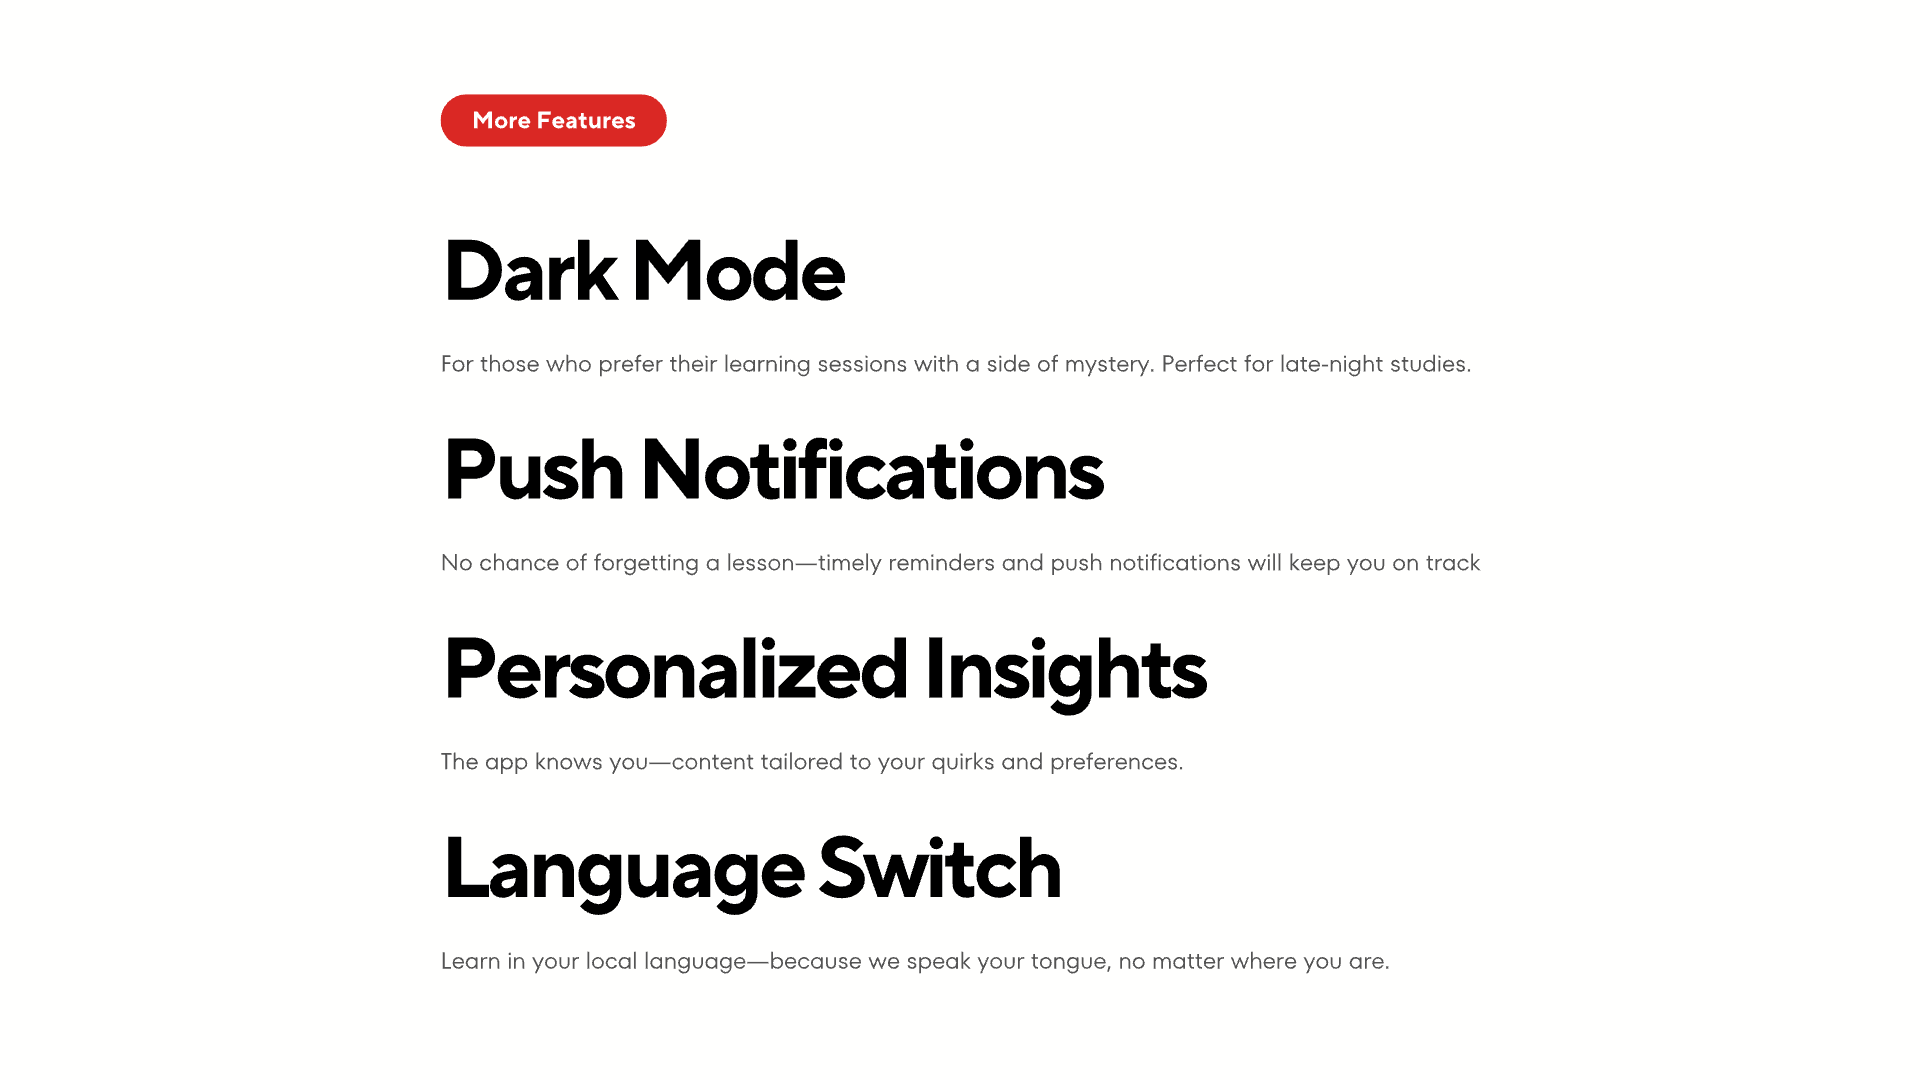 More Features
Dark Mode
For those who prefer their learning sessions with a side of mystery. Perfect for late-night studies.
Push Notifications
No chance of forgetting a lesson—timely reminders and push notifications will keep you on track
Personalized Insights
The app knows you—content tailored to your quirks and preferences.
Language Switch
Learn in your local language—because we speak your tongue, no matter where you are.